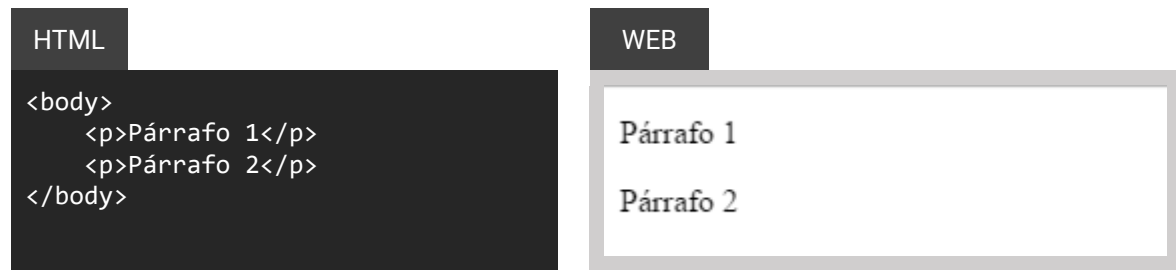 HTML
<body>
    <p>Párrafo 1</p>
    <p>Párrafo 2</p>
</body>
WEB
Párrafo 1
Párrafo 2